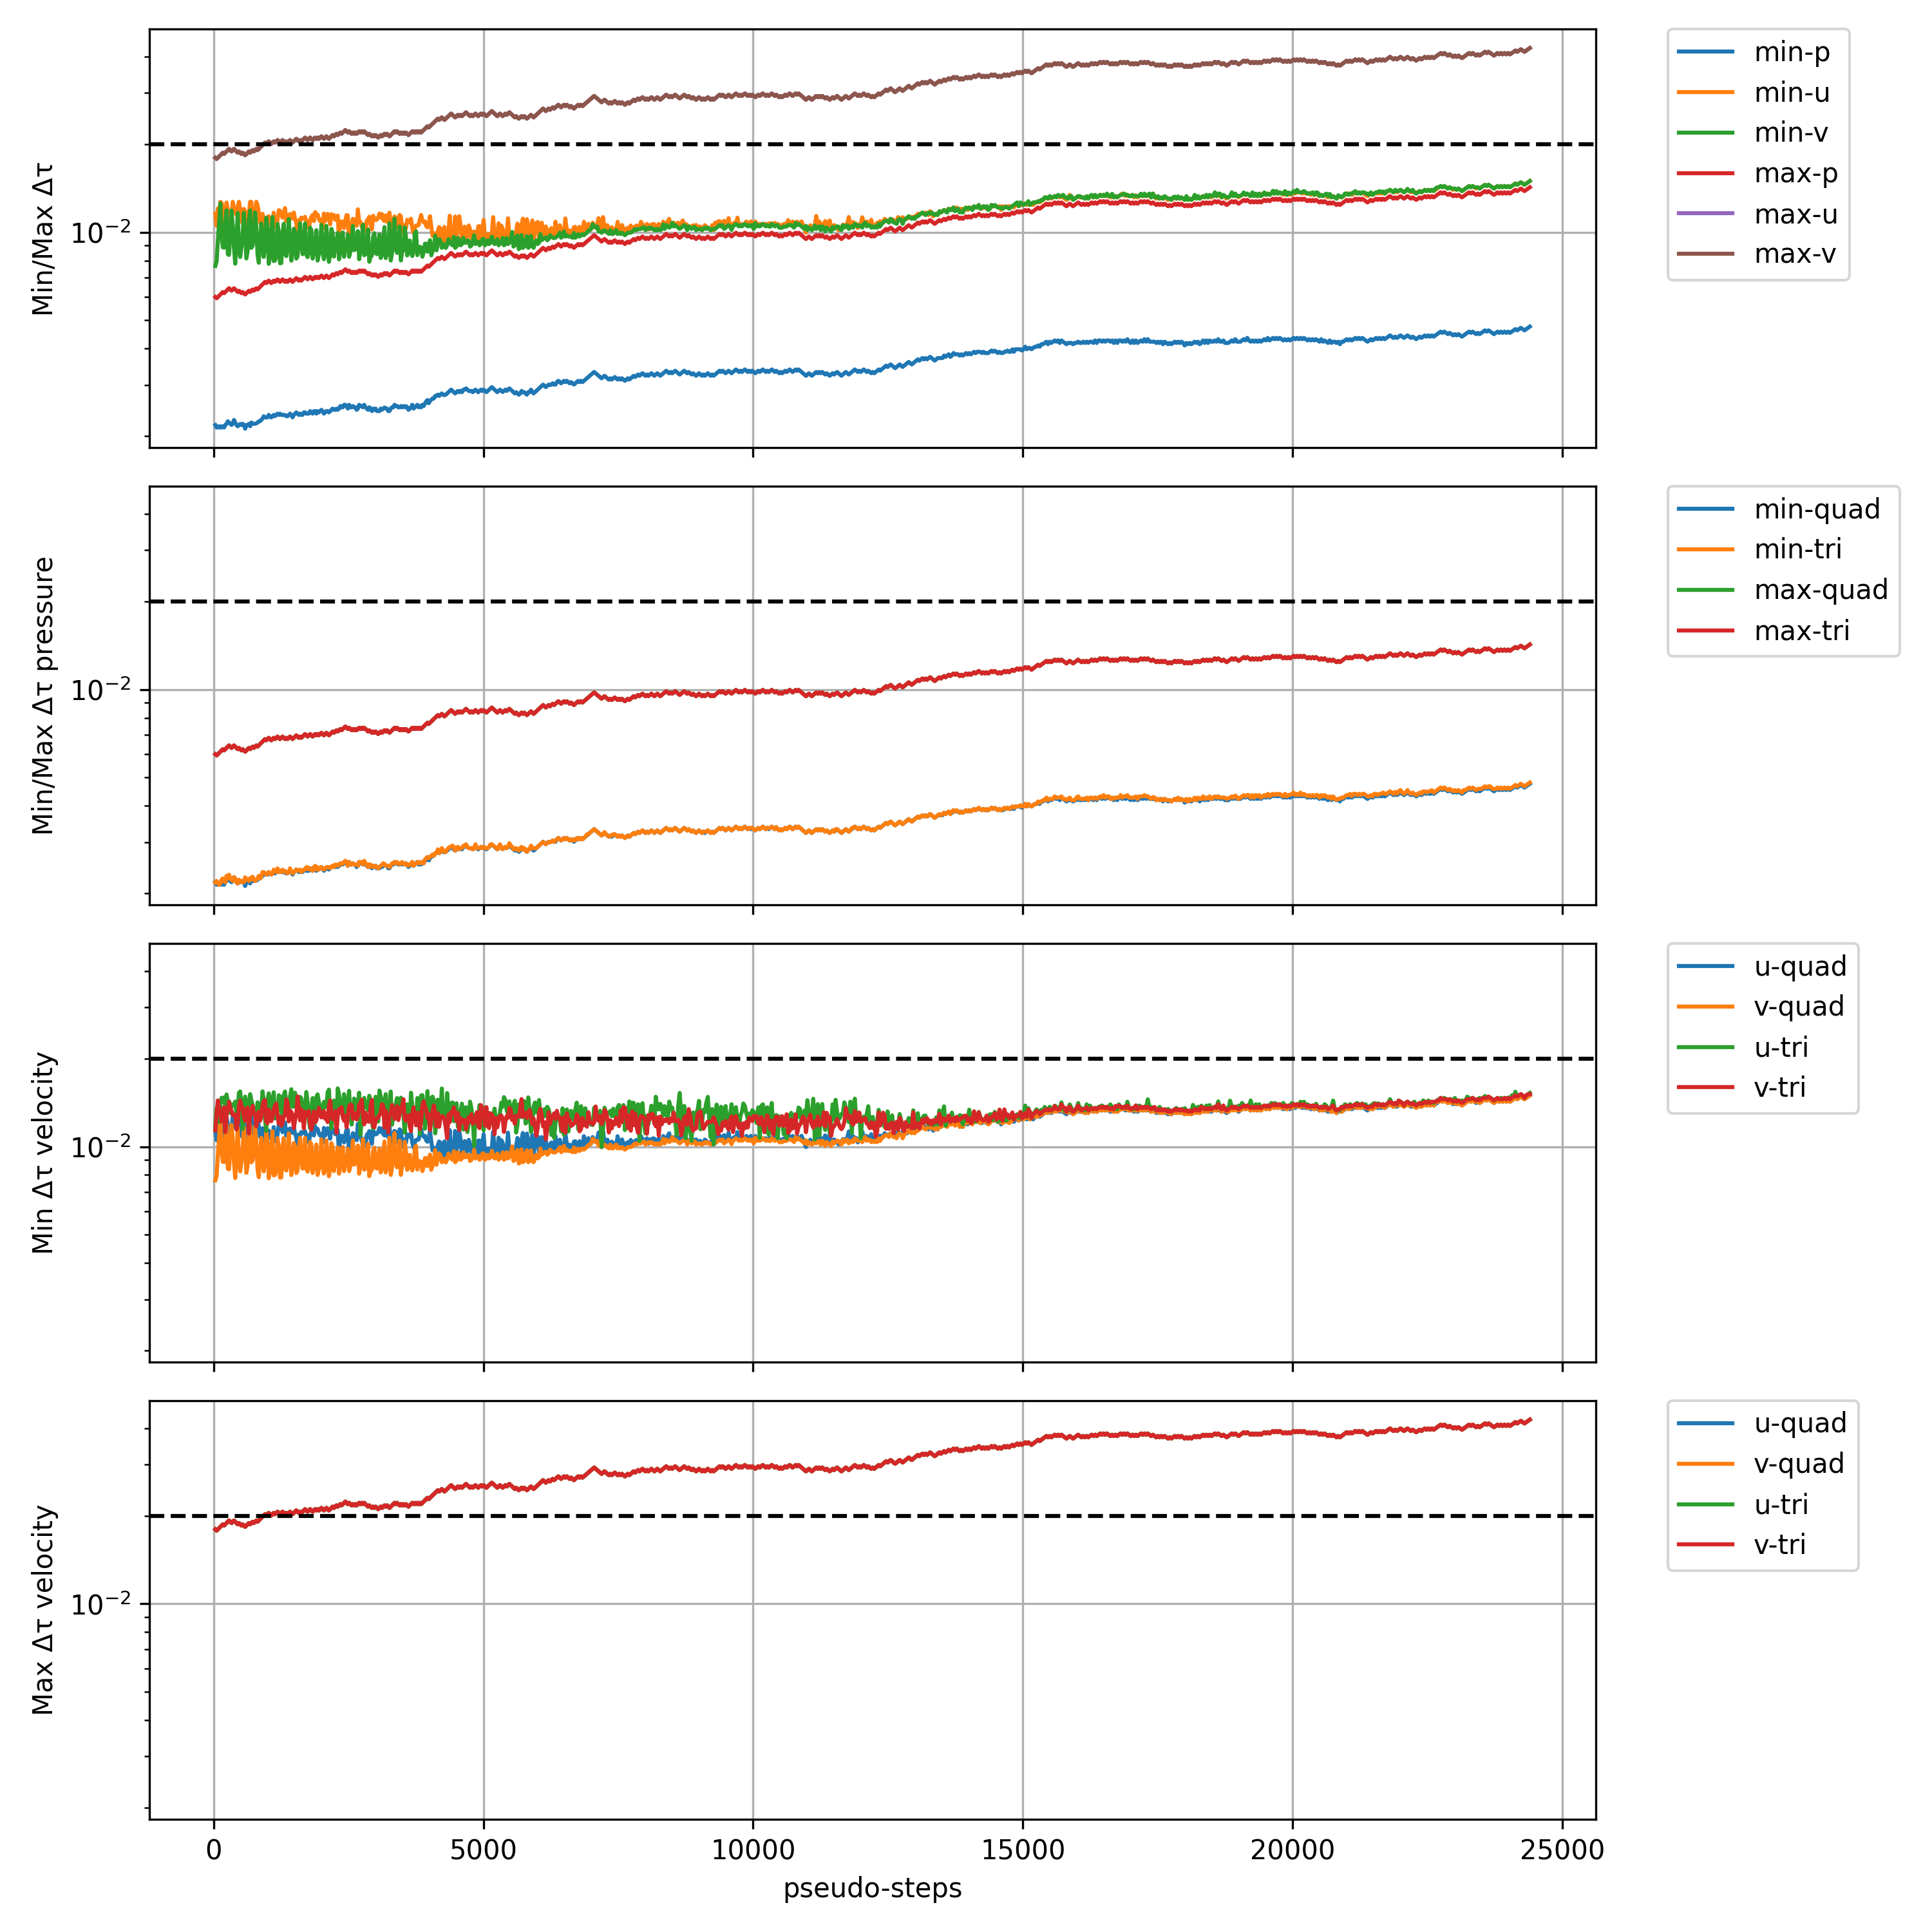 Min/Max Δτ
10⁻²
min-p
min-u
min-v
max-p
max-u
max-v
Min/Max Δτ pressure
10⁻²
min-quad
min-tri
max-quad
max-tri
Min Δτ velocity
10⁻²
u-quad
v-quad
u-tri
v-tri
Max Δτ velocity
10⁻²
u-quad
v-quad
u-tri
v-tri
0 5000 10000 15000 20000 25000
pseudo-steps